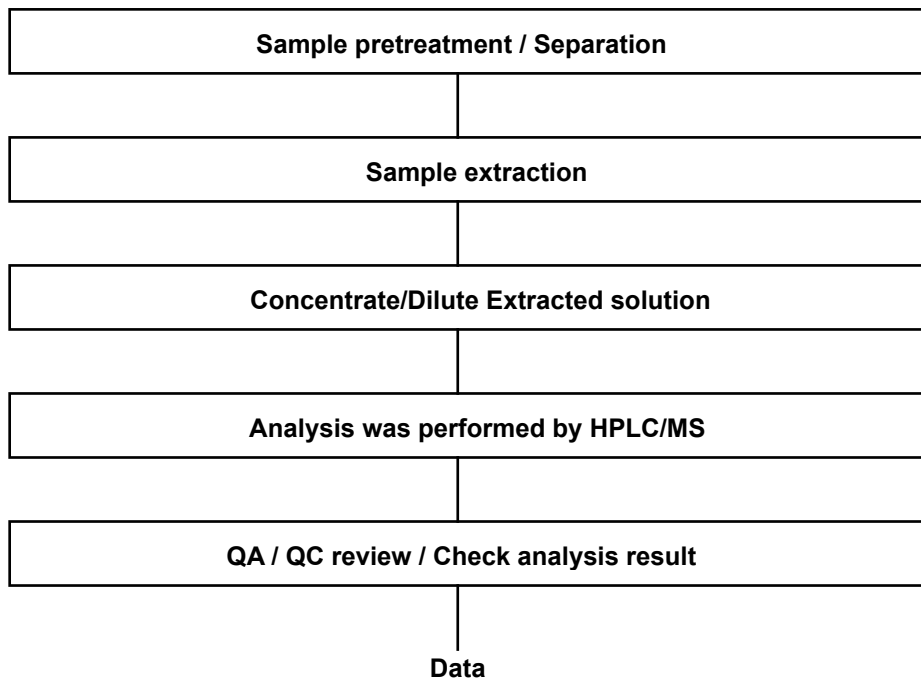 Sample pretreatment / Separation
Sample extraction
Concentrate/Dilute Extracted solution
Analysis was performed by HPLC/MS
QA / QC review / Check analysis result
Data